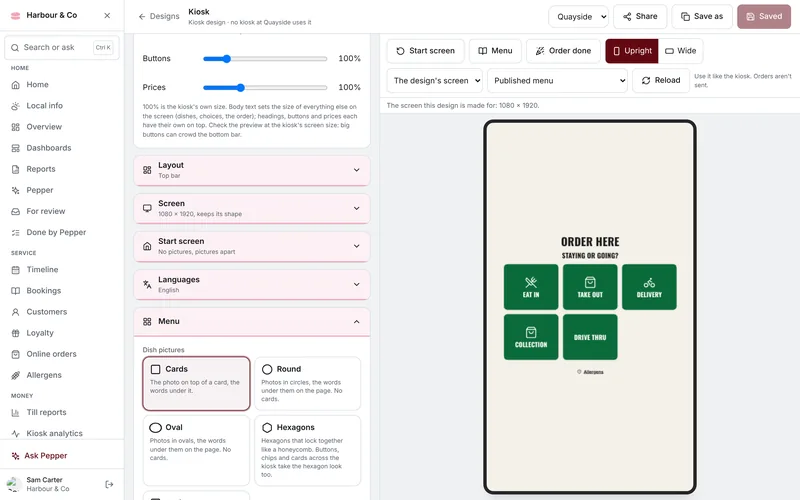 Harbour & Co
Search or ask
Ctrl K
HOME
Home
Local info
Overview
Dashboards
Reports
Pepper
For review
Done by Pepper
SERVICE
Timeline
Bookings
Customers
Loyalty
Online orders
Allergens
MONEY
Till reports
Kiosk analytics
Ask Pepper
Sam Carter
Harbour & Co
Designs
Kiosk
Kiosk design · no kiosk at Quayside uses it
Quayside
Share
Save as
Saved
Buttons
100%
Prices
100%
100% is the kiosk's own size. Body text sets the size of everything else on
the screen (dishes, choices, the order); headings, buttons and prices each
have their own on top. Check the preview at the kiosk's screen size: big
buttons can crowd the bottom bar.
Layout
Top bar
Screen
1080 × 1920, keeps its shape
Start screen
No pictures, pictures apart
Languages
English
Menu
Dish pictures
Cards
The photo on top of a card, the
words under it.
Round
Photos in circles, the words
under them on the page. No
cards.
Oval
Photos in ovals, the words
under them on the page. No
cards.
Hexagons
Hexagons that lock together
like a honeycomb. Buttons,
chips and cards across the
kiosk take the hexagon look
too.
Start screen
Menu
Order done
Upright
Wide
The design's screen
Published menu
Reload
Use it like the kiosk. Orders aren't
sent.
The screen this design is made for: 1080 × 1920.
ORDER HERE
STAYING OR GOING?
EAT IN
TAKE OUT
DELIVERY
COLLECTION
DRIVE THRU
Allergens